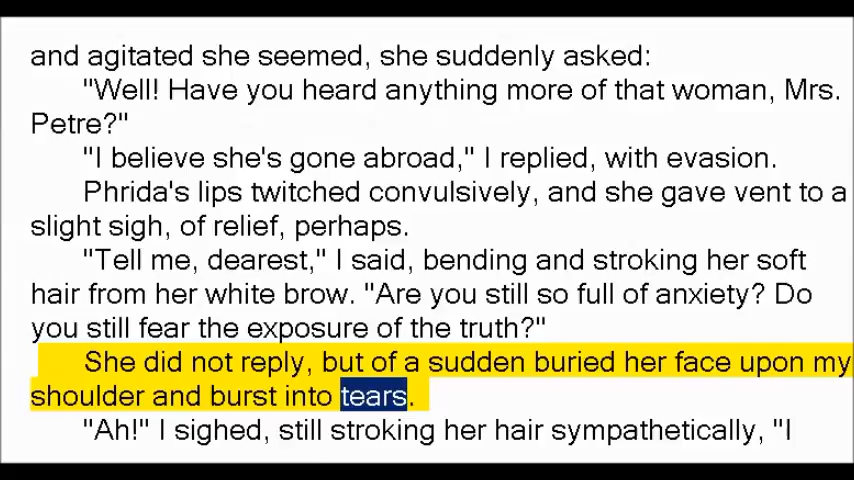 and agitated she seemed, she suddenly asked:
"Well! Have you heard anything more of that woman, Mrs.
Petre?"
"I believe she's gone abroad," I replied, with evasion.
Phrida's lips twitched convulsively, and she gave vent to a
slight sigh, of relief, perhaps.
"Tell me, dearest," I said, bending and stroking her soft
hair from her white brow. "Are you still so full of anxiety? Do
you still fear the exposure of the truth?"
She did not reply, but of a sudden buried her face upon my
shoulder and burst into tears.
"Ah!" I sighed, still stroking her hair sympathetically, "I